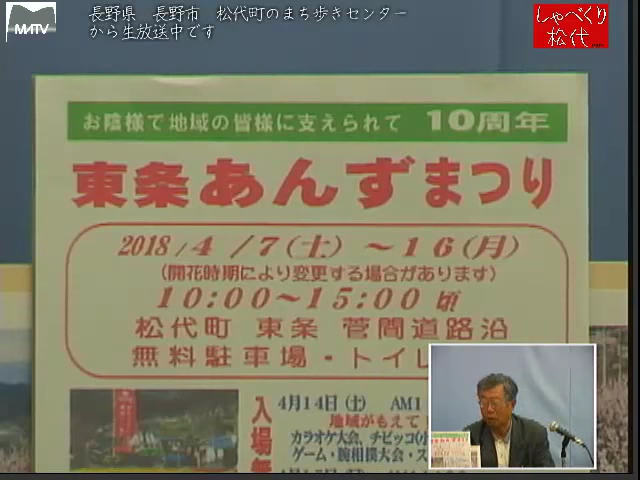 MATV
長野県　長野市　松代町のまち歩きセンター
から生放送中です
しゃべくり
松代
お陰様で地域の皆様に支えられて 10周年
東条あんずまつり
2018/4/7(土)～16(月)
(開花時期により変更する場合があります)
10:00～15:00頃
松代町 東条 菅間道路沿
無料駐車場・トイレ
入場無
4月14日(土) AM1
地域がもえて
カラオケ大会、チビッコ
ゲーム・腕相撲大会・ス